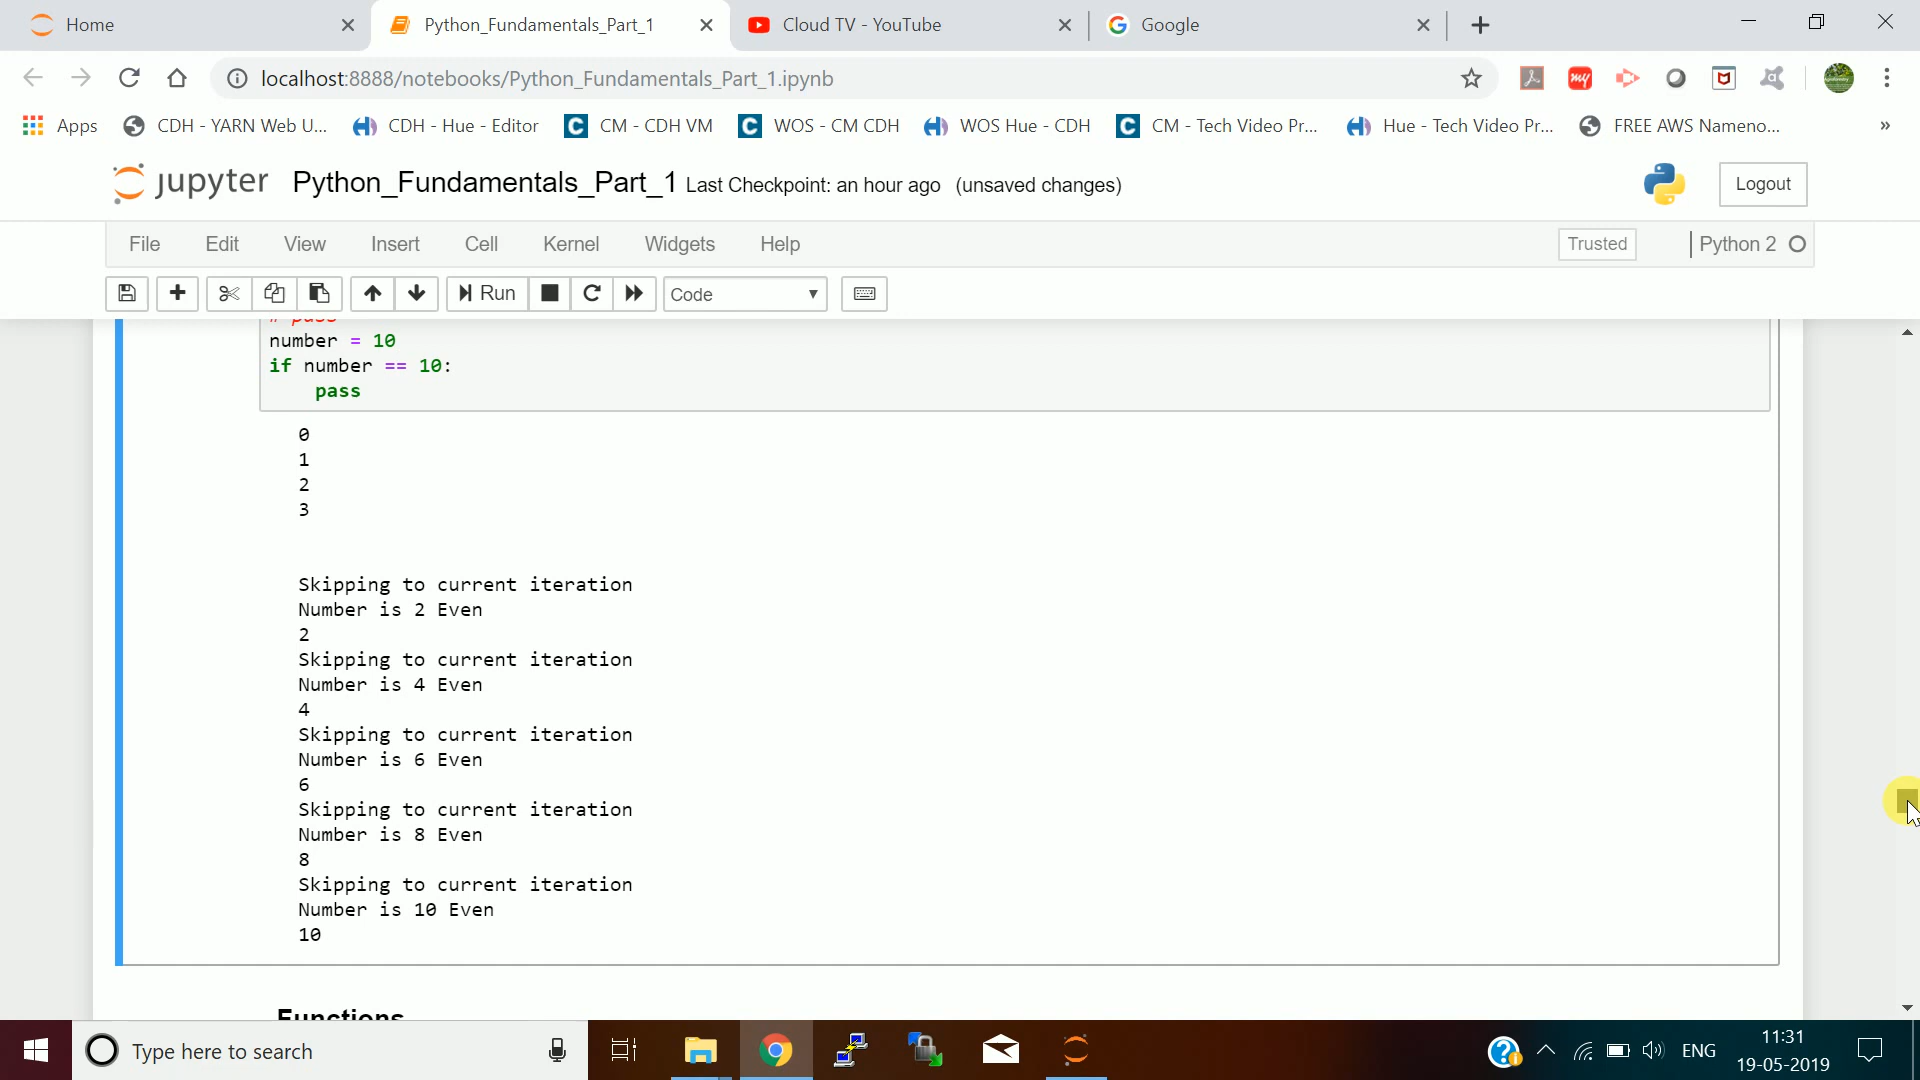 Home
Python_Fundamentals_Part_1
Cloud TV - YouTube
Google
localhost:8888/notebooks/Python_Fundamentals_Part_1.ipynb
my
Apps
CDH - YARN Web U...
CDH - Hue - Editor
CM - CDH VM
WOS - CM CDH
WOS Hue - CDH
CM - Tech Video Pr...
Hue - Tech Video Pr...
FREE AWS Nameno...
»
jupyter Python_Fundamentals_Part_1 Last Checkpoint: an hour ago (unsaved changes)
Logout
File Edit View Insert Cell Kernel Widgets Help
Trusted
Python 2
Run
Code
# pass
number = 10
if number == 10:
pass
0
1
2
3
Skipping to current iteration
Number is 2 Even
2
Skipping to current iteration
Number is 4 Even
4
Skipping to current iteration
Number is 6 Even
6
Skipping to current iteration
Number is 8 Even
8
Skipping to current iteration
Number is 10 Even
10
Functions
Type here to search
ENG
11:31
19-05-2019